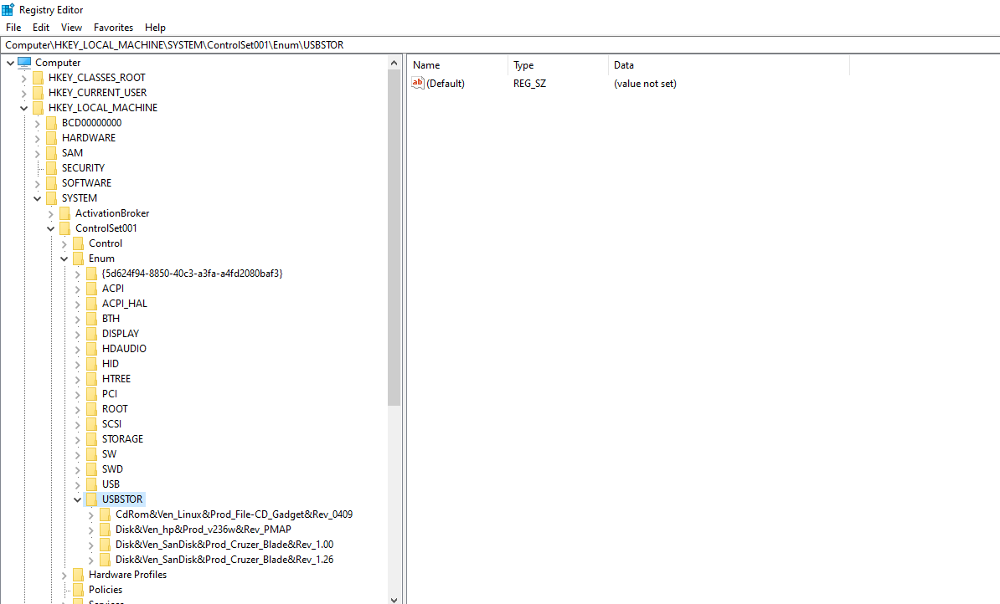 Registry Editor
File Edit View Favorites Help
Computer\HKEY_LOCAL_MACHINE\SYSTEM\ControlSet001\Enum\USBSTOR
Computer
HKEY_CLASSES_ROOT
HKEY_CURRENT_USER
HKEY_LOCAL_MACHINE
BCD00000000
HARDWARE
SAM
SECURITY
SOFTWARE
SYSTEM
ActivationBroker
ControlSet001
Control
Enum
{5d624f94-8850-40c3-a3fa-a4fd2080baf3}
ACPI
ACPI_HAL
BTH
DISPLAY
HDAUDIO
HID
HTREE
PCI
ROOT
SCSI
STORAGE
SW
SWD
USB
USBSTOR
CdRom&Ven_Linux&Prod_File-CD_Gadget&Rev_0409
Disk&Ven_hp&Prod_v236w&Rev_PMAP
Disk&Ven_SanDisk&Prod_Cruzer_Blade&Rev_1.00
Disk&Ven_SanDisk&Prod_Cruzer_Blade&Rev_1.26
Hardware Profiles
Policies
Services
Name Type Data
ab (Default) REG_SZ (value not set)